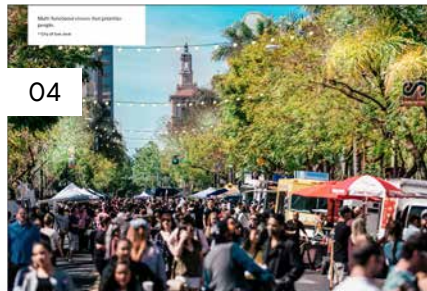 Multi-functional streets that prioritize
people.
—City of San José
04